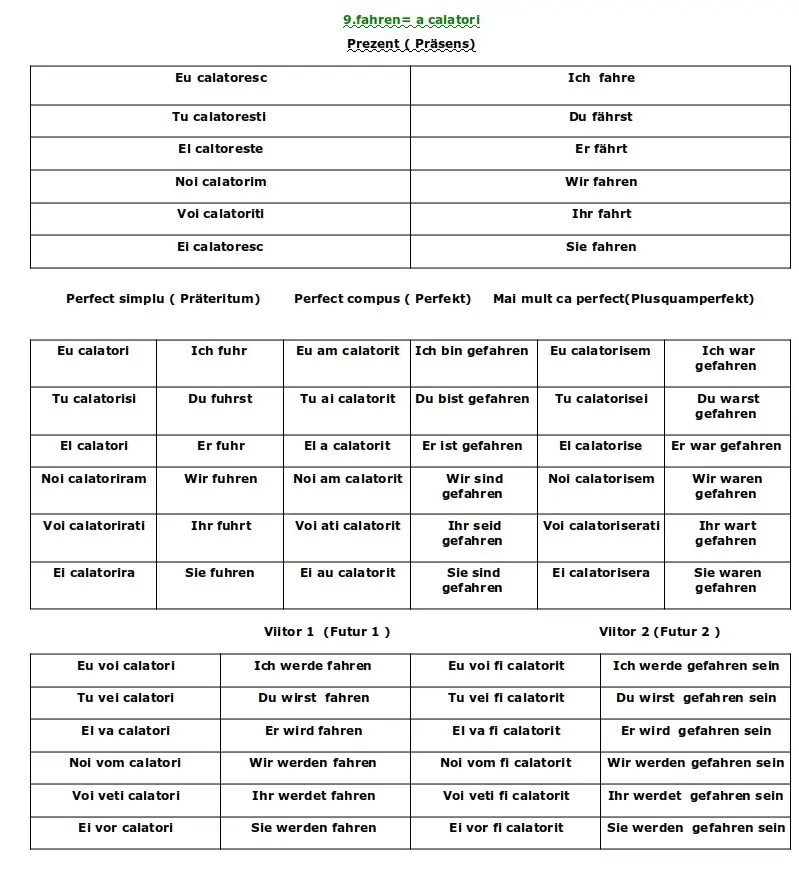 9.fahren= a calatori
Prezent ( Präsens)
Eu calatoresc Ich fahre
Tu calatoresti Du fährst
El caltoreste Er fährt
Noi calatorim Wir fahren
Voi calatoriti Ihr fahrt
Ei calatoresc Sie fahren
Perfect simplu ( Präteritum) Perfect compus ( Perfekt) Mai mult ca perfect(Plusquamperfekt)
Eu calatori Ich fuhr Eu am calatorit Ich bin gefahren Eu calatorisem Ich war
gefahren
Tu calatorisi Du fuhrst Tu ai calatorit Du bist gefahren Tu calatorisei Du warst
gefahren
El calatori Er fuhr El a calatorit Er ist gefahren El calatorise Er war gefahren
Noi calatoriram Wir fuhren Noi am calatorit Wir sind Noi calatorisem Wir waren
gefahren gefahren
Voi calatorirati Ihr fuhrt Voi ati calatorit Ihr seid Voi calatoriserati Ihr wart
gefahren gefahren
Ei calatorira Sie fuhren Ei au calatorit Sie sind Ei calatorisera Sie waren
gefahren gefahren
Viitor 1 (Futur 1 ) Viitor 2 (Futur 2 )
Eu voi calatori Ich werde fahren Eu voi fi calatorit Ich werde gefahren sein
Tu vei calatori Du wirst fahren Tu vei fi calatorit Du wirst gefahren sein
El va calatori Er wird fahren El va fi calatorit Er wird gefahren sein
Noi vom calatori Wir werden fahren Noi vom fi calatorit Wir werden gefahren sein
Voi veti calatori Ihr werdet fahren Voi veti fi calatorit Ihr werdet gefahren sein
Ei vor calatori Sie werden fahren Ei vor fi calatorit Sie werden gefahren sein